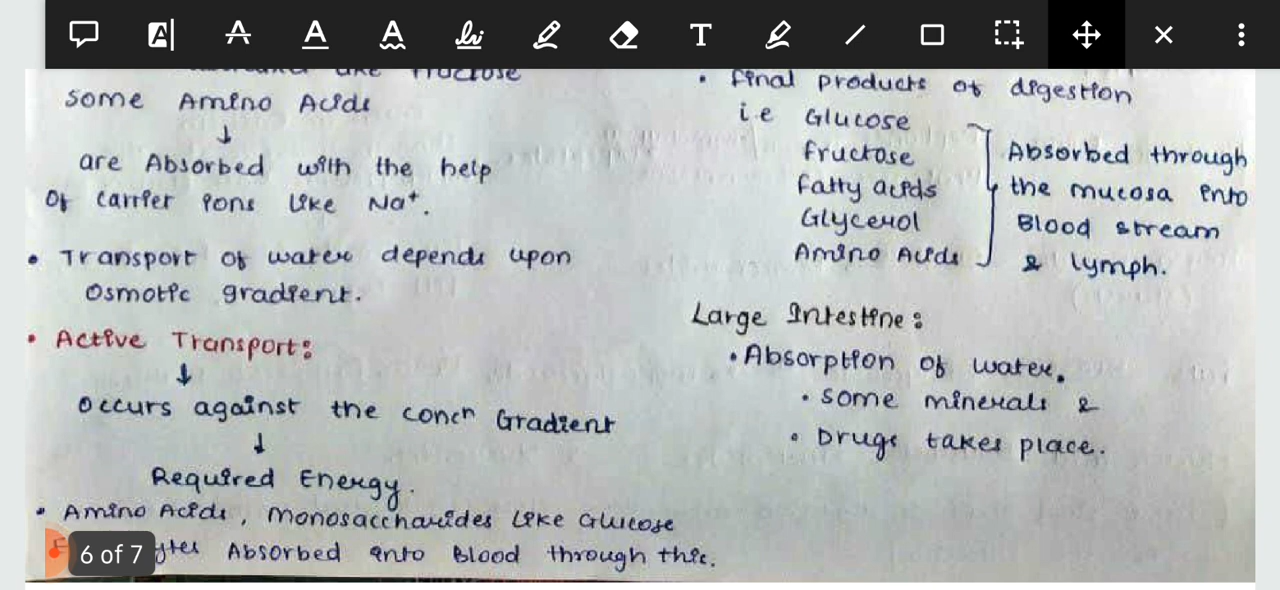 some Amino Acids
↓
are Absorbed with the help
of carrier ions like Na⁺.
• Transport of water depends upon
Osmotic gradient.
• Active Transport:
↓
occurs against the concⁿ Gradient
↓
Required Energy.
• Amino Acids, monosaccharides like Glucose
Absorbed into Blood through this.
6 of 7
• Final products of digestion
i.e Glucose
fructose
fatty acids
Glycerol
Amino Acids
Absorbed through
the mucosa into
Blood stream
& lymph.
Large Intestine:
• Absorption of water.
• some minerals &
• Drugs takes place.